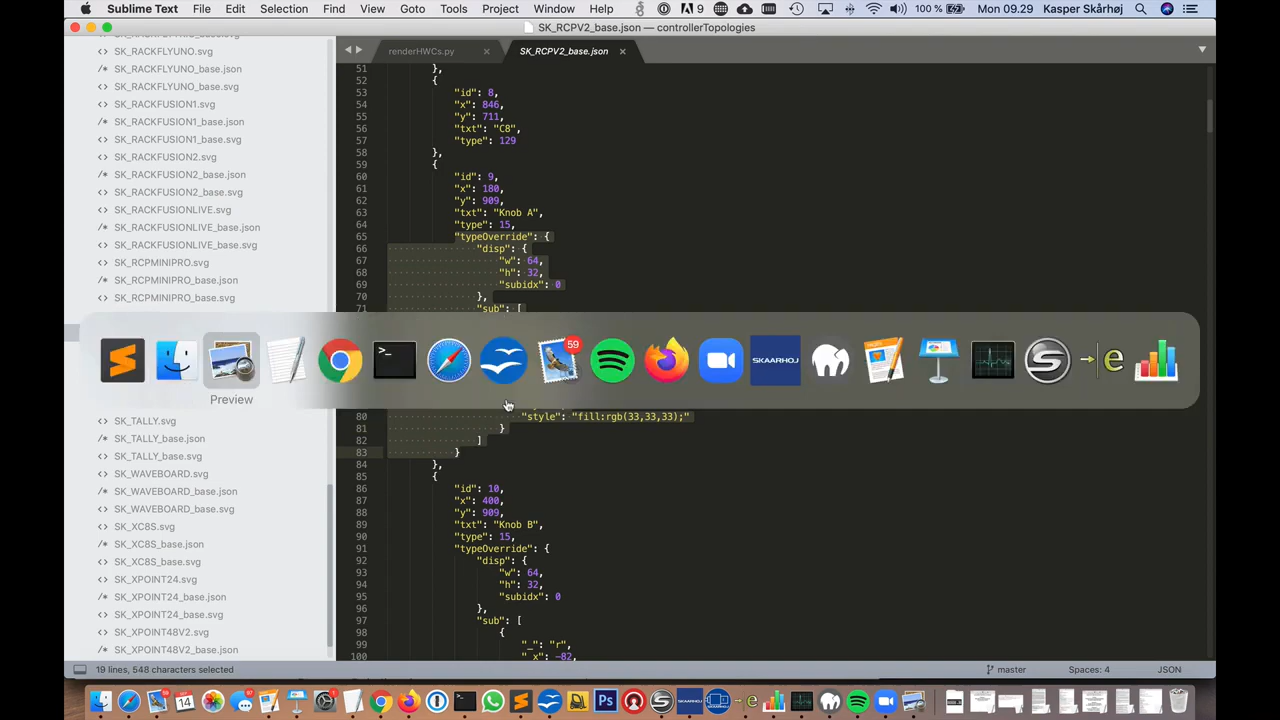 Sublime Text File Edit Selection Find View Goto Tools Project Window Help 9 100 % Mon 09.29 Kasper Skårhøj
SK_RCPV2_base.json — controllerTopologies
renderHWCs.py × SK_RCPV2_base.json ×
SK_RACKFLYUNO.svg
SK_RACKFLYUNO_base.json
SK_RACKFLYUNO_base.svg
SK_RACKFUSION1.svg
SK_RACKFUSION1_base.json
SK_RACKFUSION1_base.svg
SK_RACKFUSION2.svg
SK_RACKFUSION2_base.json
SK_RACKFUSION2_base.svg
SK_RACKFUSIONLIVE.svg
SK_RACKFUSIONLIVE_base.json
SK_RACKFUSIONLIVE_base.svg
SK_RCPMINIPRO.svg
SK_RCPMINIPRO_base.json
SK_RCPMINIPRO_base.svg
SK_TALLY.svg
SK_TALLY_base.json
SK_TALLY_base.svg
SK_WAVEBOARD.svg
SK_WAVEBOARD_base.json
SK_WAVEBOARD_base.svg
SK_XC8S.svg
SK_XC8S_base.json
SK_XC8S_base.svg
SK_XPOINT24.svg
SK_XPOINT24_base.json
SK_XPOINT24_base.svg
SK_XPOINT48V2.svg
SK_XPOINT48V2_base.json
51 },
52 {
53 "id": 8,
54 "x": 846,
55 "y": 711,
56 "txt": "C8",
57 "type": 129
58 },
59 {
60 "id": 9,
61 "x": 180,
62 "y": 909,
63 "txt": "Knob A",
64 "type": 15,
65 "typeOverride": {
66 "disp": {
67 "w": 64,
68 "h": 32,
69 "subidx": 0
70 },
71 "sub": [
59
SKAARHOJ
Preview
80 "style": "fill:rgb(33,33,33);"
81 }
82 ]
83 }
84 },
85 {
86 "id": 10,
87 "x": 400,
88 "y": 909,
89 "txt": "Knob B",
90 "type": 15,
91 "typeOverride": {
92 "disp": {
93 "w": 64,
94 "h": 32,
95 "subidx": 0
96 },
97 "sub": [
98 {
99 "_": "r",
100 "_x": -82,
19 lines, 548 characters selected master Spaces: 4 JSON